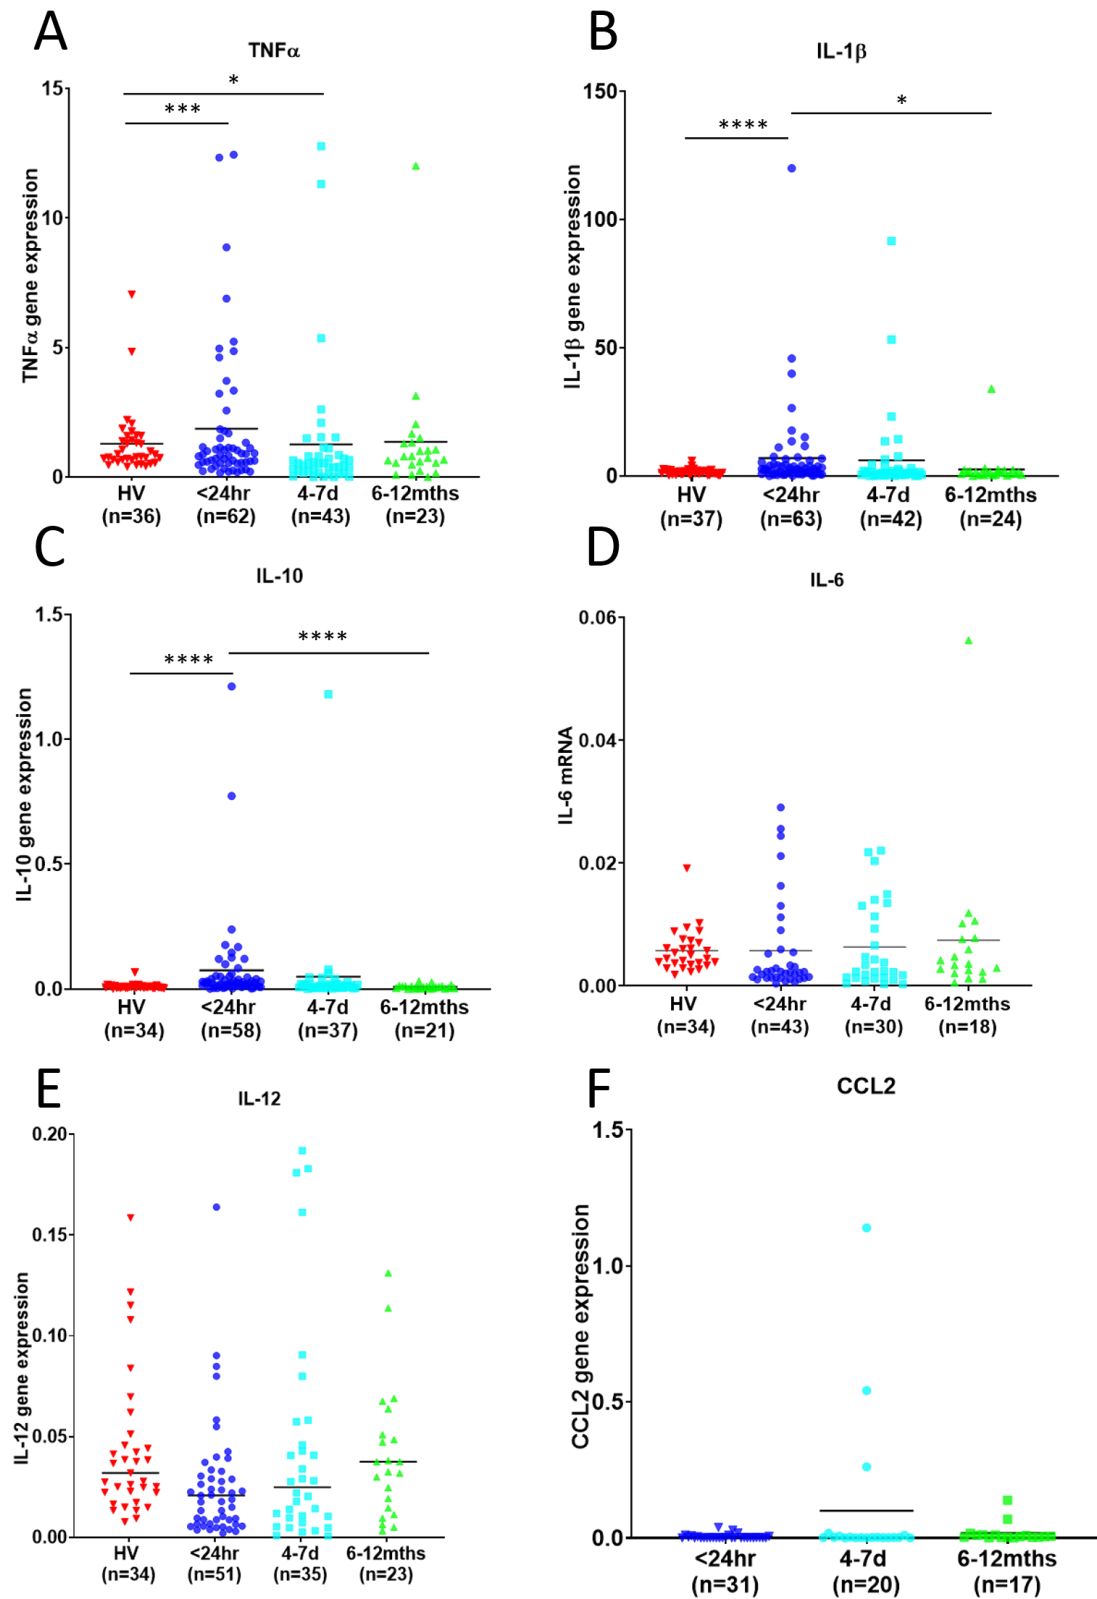 A
TNFα
15
10
5
0
TNFα gene expression
*
***
HV
(n=36)
<24hr
(n=62)
4-7d
(n=43)
6-12mths
(n=23)
B
IL-1β
150
100
50
0
IL-1β gene expression
****
*
HV
(n=37)
<24hr
(n=63)
4-7d
(n=42)
6-12mths
(n=24)
C
IL-10
1.5
1.0
0.5
0.0
IL-10 gene expression
****
****
HV
(n=34)
<24hr
(n=58)
4-7d
(n=37)
6-12mths
(n=21)
D
IL-6
0.06
0.04
0.02
0.00
IL-6 mRNA
HV
(n=34)
<24hr
(n=43)
4-7d
(n=30)
6-12mths
(n=18)
E
IL-12
0.20
0.15
0.10
0.05
0.00
IL-12 gene expression
HV
(n=34)
<24hr
(n=51)
4-7d
(n=35)
6-12mths
(n=23)
F
CCL2
1.5
1.0
0.5
0.0
CCL2 gene expression
<24hr
(n=31)
4-7d
(n=20)
6-12mths
(n=17)